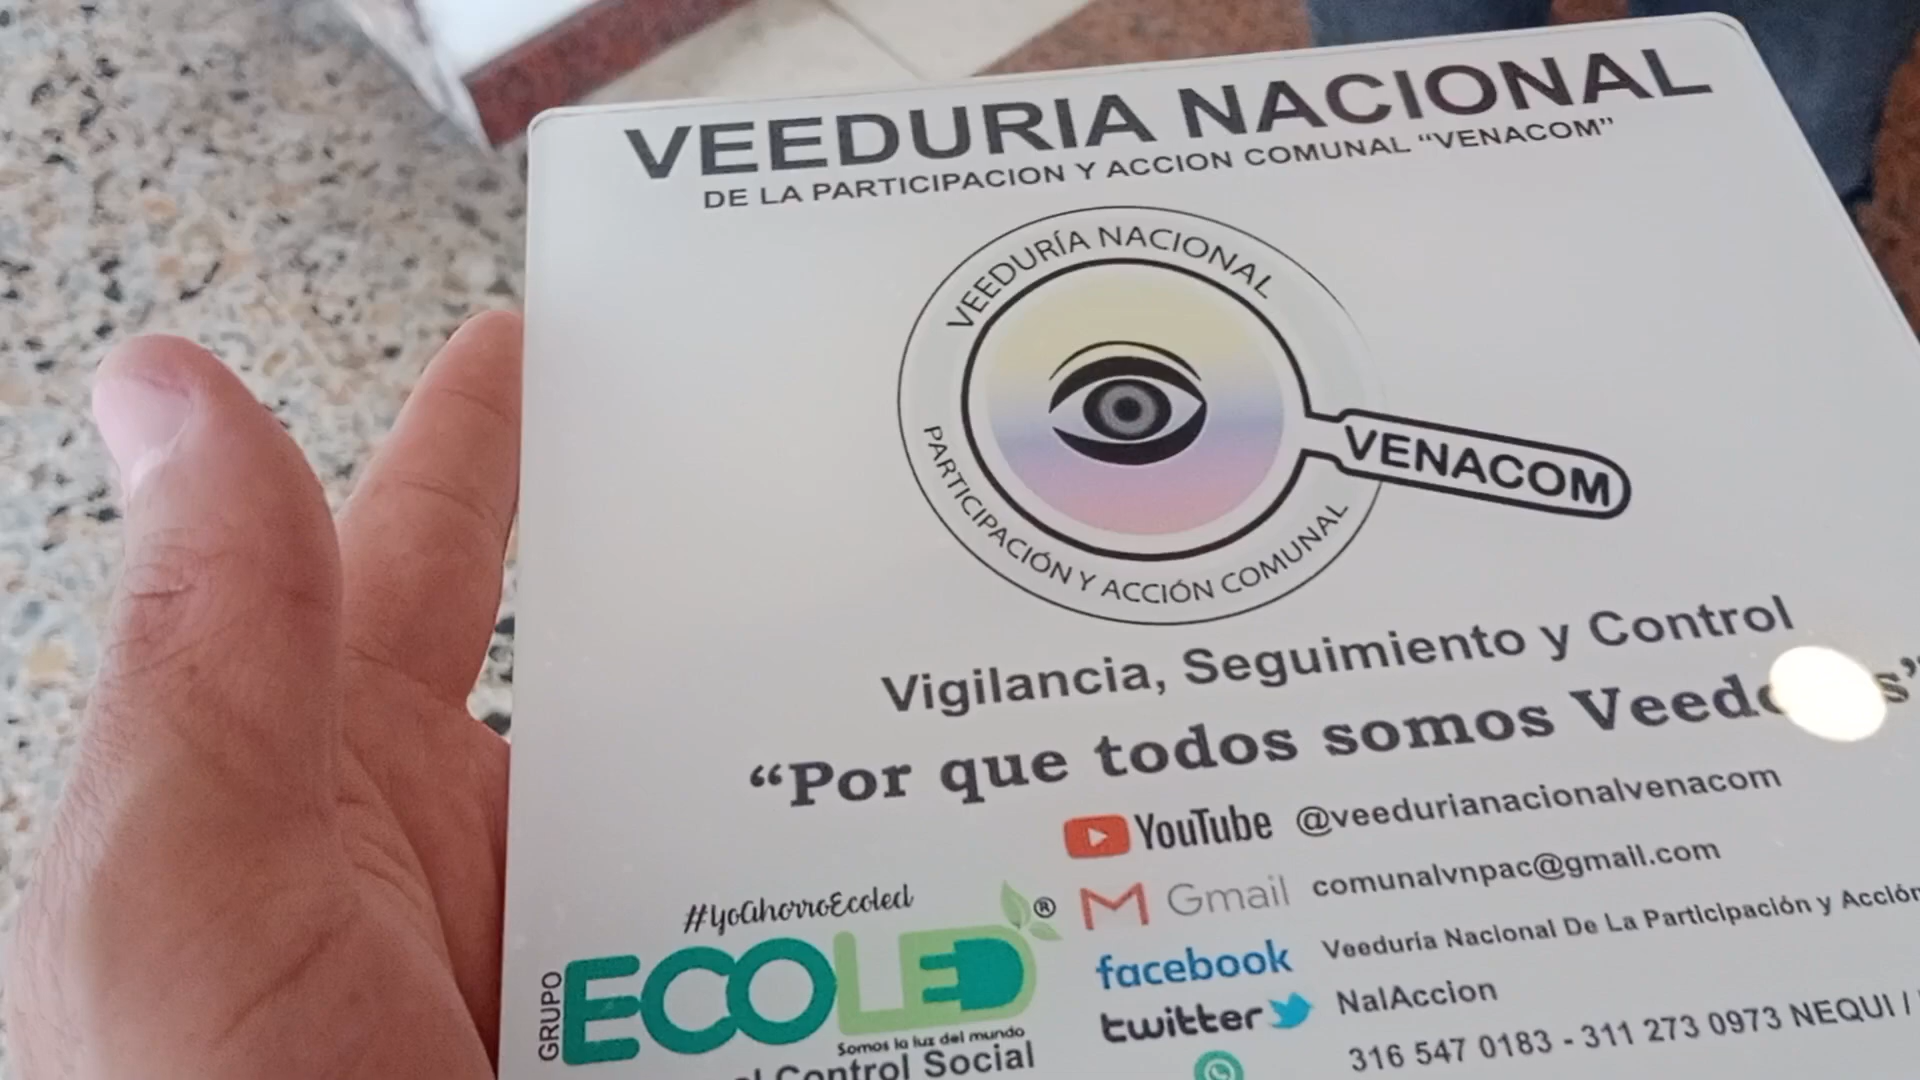 VEEDURIA NACIONAL
DE LA PARTICIPACION Y ACCION COMUNAL “VENACOM”
VEEDURÍA NACIONAL
PARTICIPACIÓN Y ACCIÓN COMUNAL
VENACOM
Vigilancia, Seguimiento y Control
“Por que todos somos
YouTube @veedurianacionalvenacom
Gmail comunalvnpac@gmail.com
facebook Veeduria Nacional De La Participación y Acción
twitter NalAccion
316 547 0183 - 311 273 0973 NEQUI /
#YoAhorroEcoled
GRUPO
ECOLED®
Somos la luz del mundo
Control Social